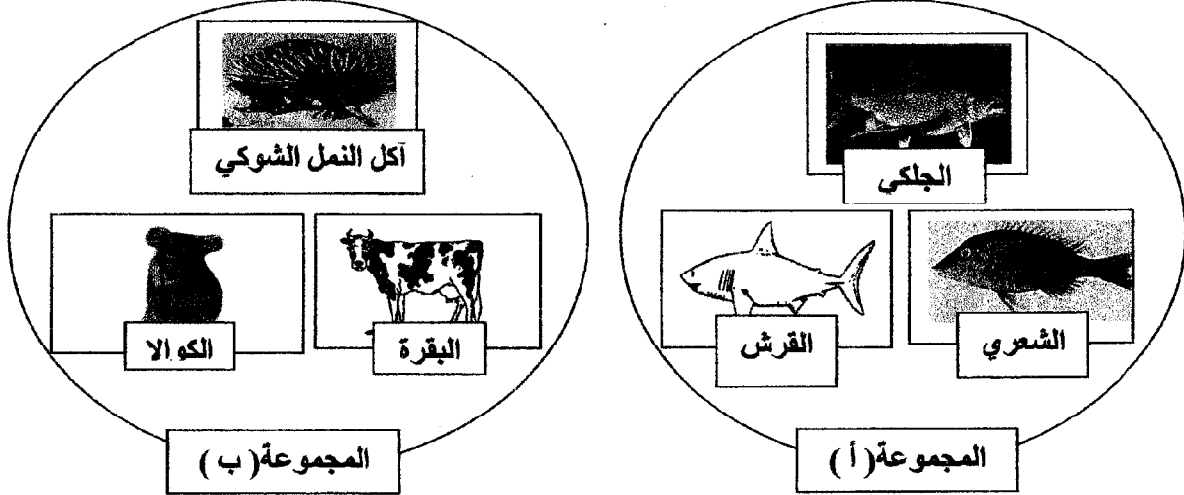 الجلكي
القرش
الشعري
المجموعة( أ )
آكل النمل الشوكي
الكوالا
البقرة
المجموعة( ب )